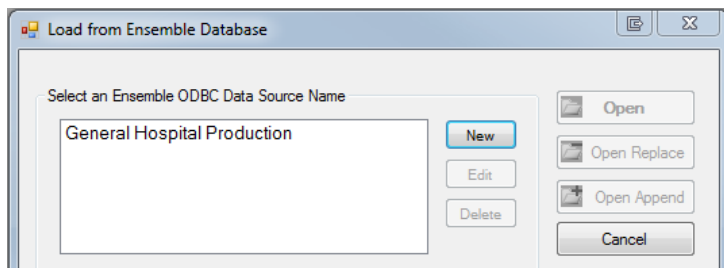 Load from Ensemble Database
Select an Ensemble ODBC Data Source Name
General Hospital Production
New
Edit
Delete
Open
Open Replace
Open Append
Cancel